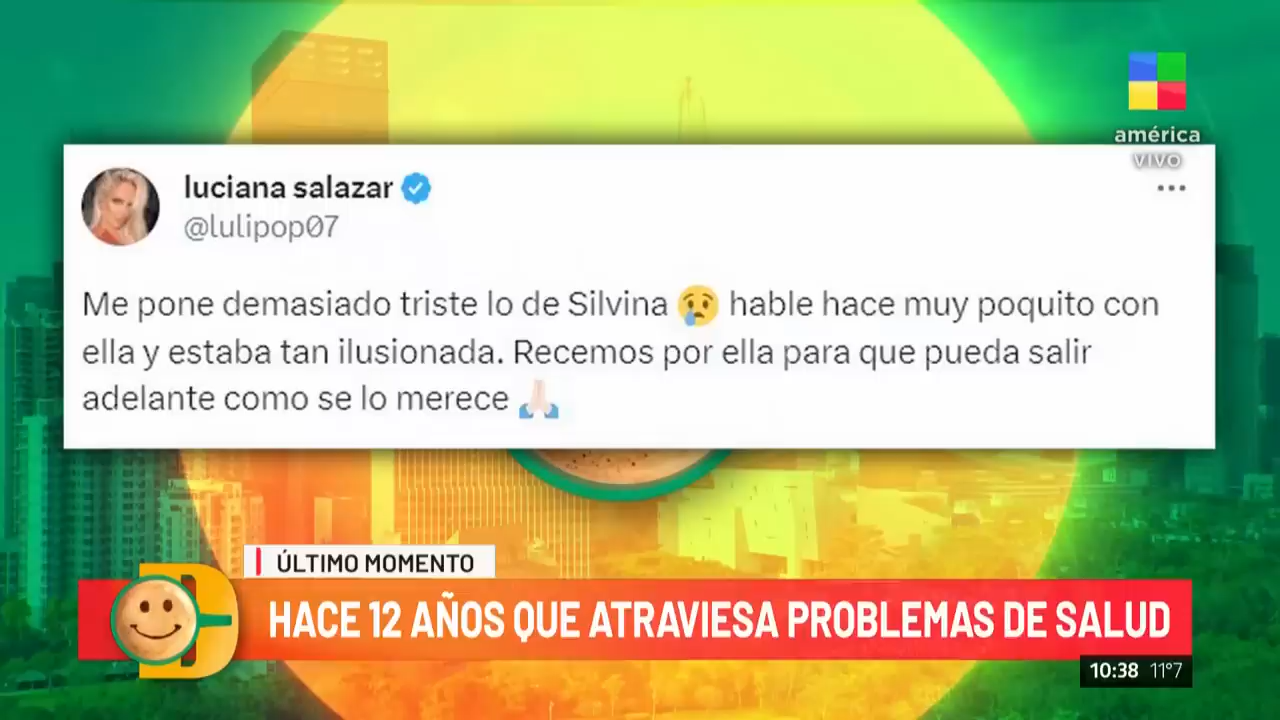 américa
VIVO
luciana salazar
@lulipop07
Me pone demasiado triste lo de Silvina 😢 hable hace muy poquito con
ella y estaba tan ilusionada. Recemos por ella para que pueda salir
adelante como se lo merece 🙏🏻
ÚLTIMO MOMENTO
HACE 12 AÑOS QUE ATRAVIESA PROBLEMAS DE SALUD
10:38 11°7